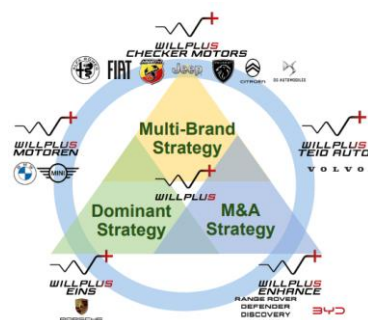 WILLPLUS
CHECKER MOTORS
FIAT
Jeep
CITROËN
DS AUTOMOBILES
Multi-Brand
Strategy
WILLPLUS
MOTOREN
MINI
WILLPLUS
TEIO AUTO
VOLVO
WILLPLUS
Dominant
Strategy
M&A
Strategy
WILLPLUS
EINS
PORSCHE
WILLPLUS
ENHANCE
RANGE ROVER
DEFENDER
DISCOVERY
BYD